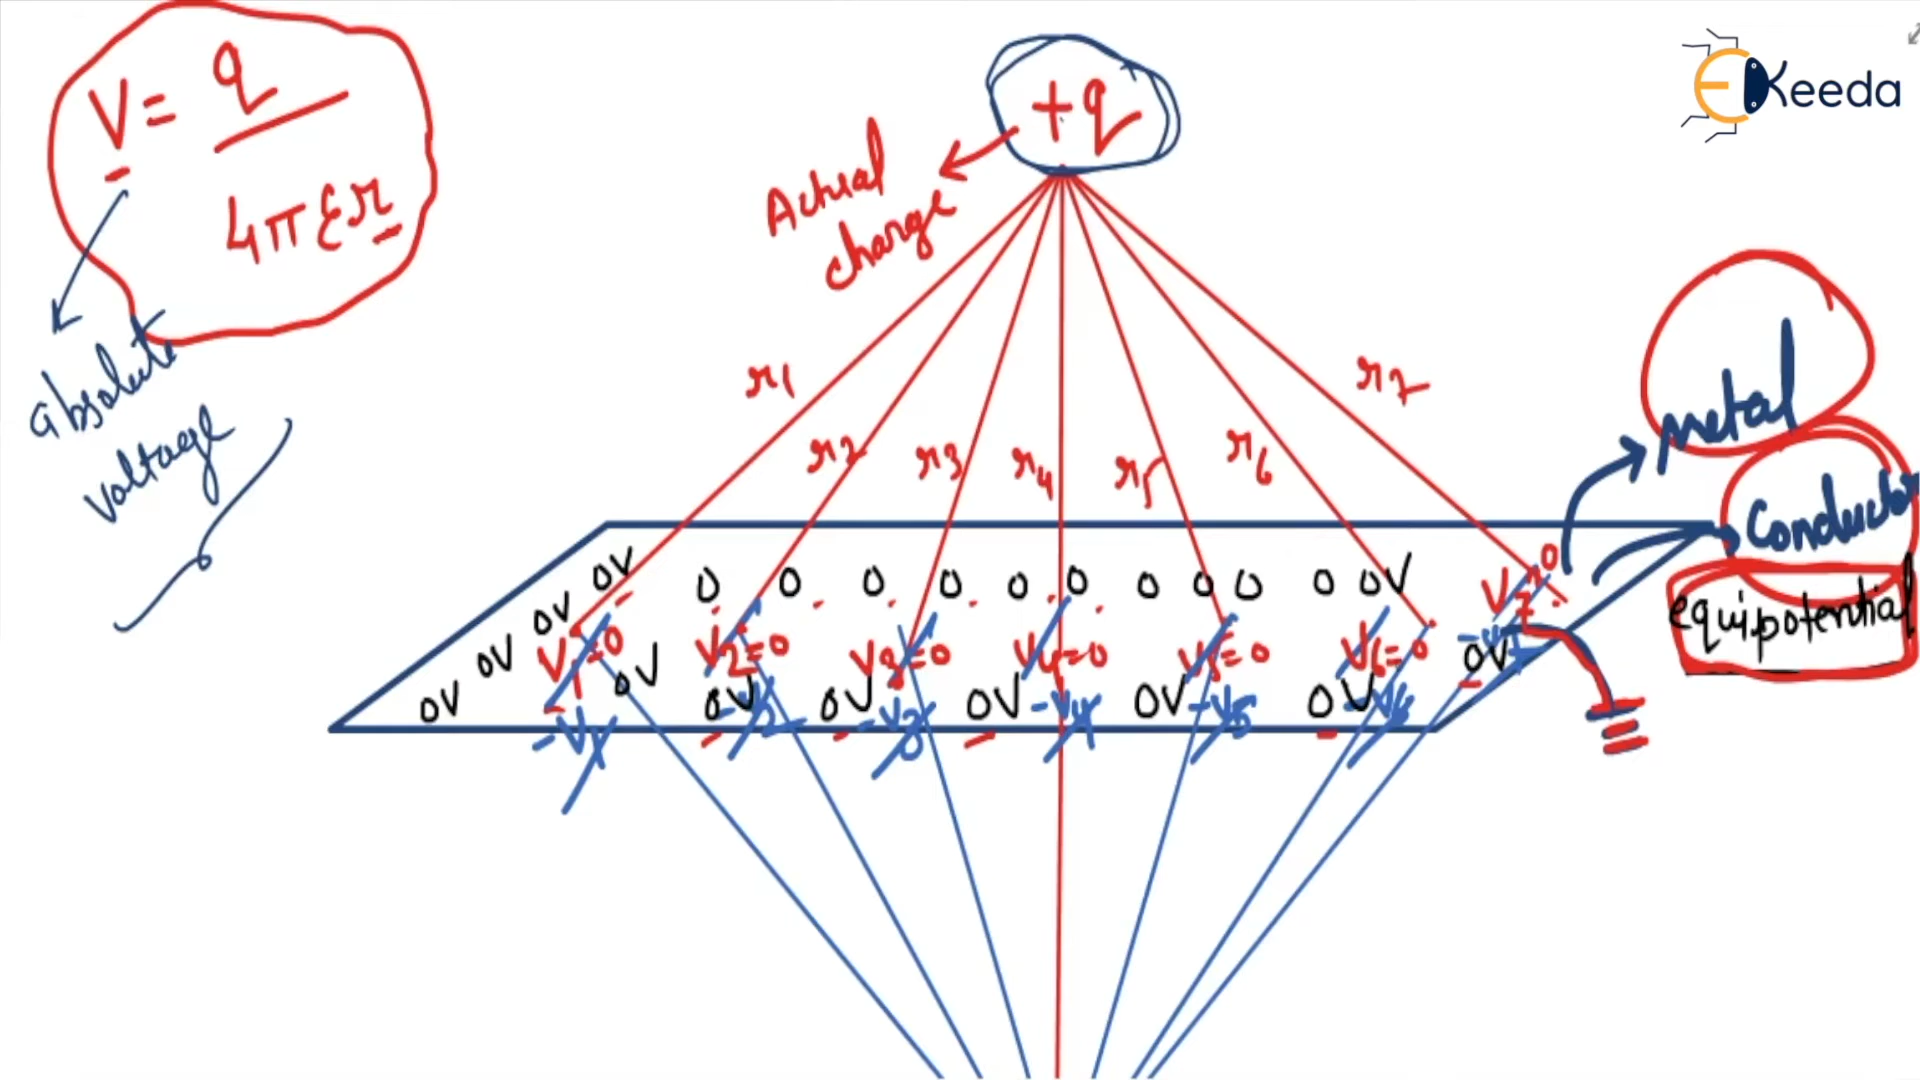 V = q
4πεr
absolute
voltage
+q
Actual
charge
EKeeda
r1
r2
r3
r4
r5
r6
r7
metal
Conductor
equipotential
0V 0 0 0 0 0 0 0 0 0 0 0V
0V
0V
0V
V1=0 V2=0 V3=0 V4=0 V5=0 V6=0 V7=0
0V 0V 0V 0V 0V 0V 0V
-V1 -V2 -V3 -V4 -V5 -V6 -V7